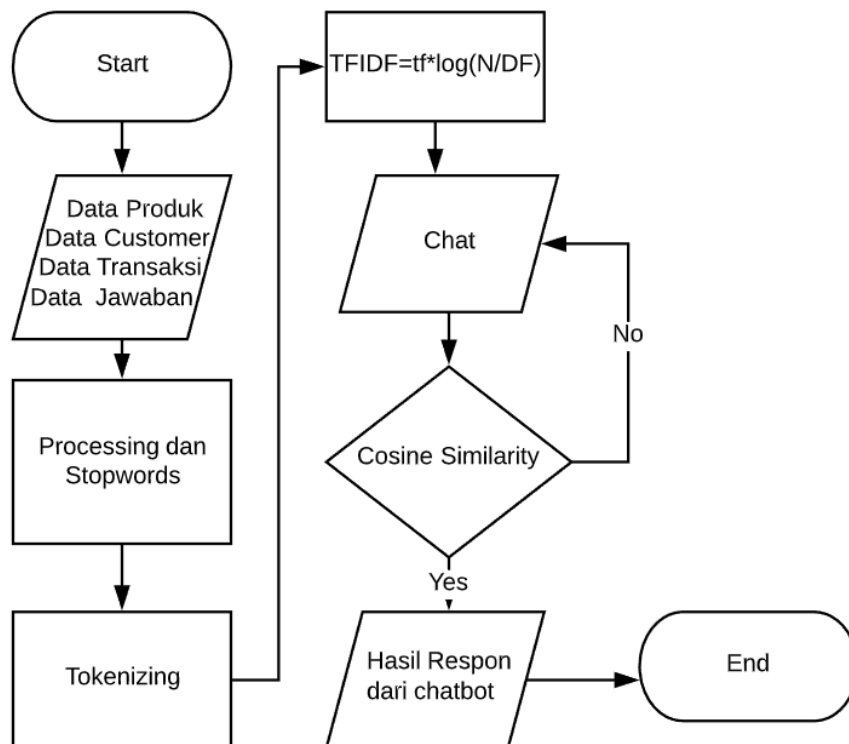 Start
Data Produk
Data Customer
Data Transaksi
Data Jawaban
Processing dan
Stopwords
Tokenizing
TFIDF=tf*log(N/DF)
Chat
No
Cosine Similarity
Yes
Hasil Respon
dari chatbot
End